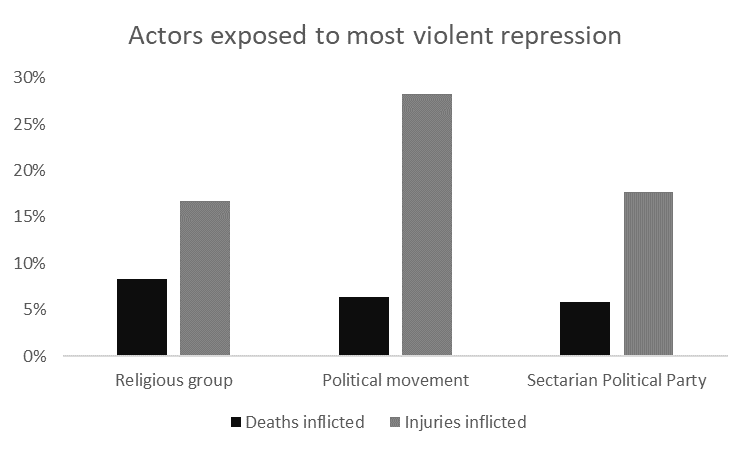 Actors exposed to most violent repression
30%
25%
20%
15%
10%
5%
0%
Religious group
Political movement
Sectarian Political Party
Deaths inflicted
Injuries inflicted